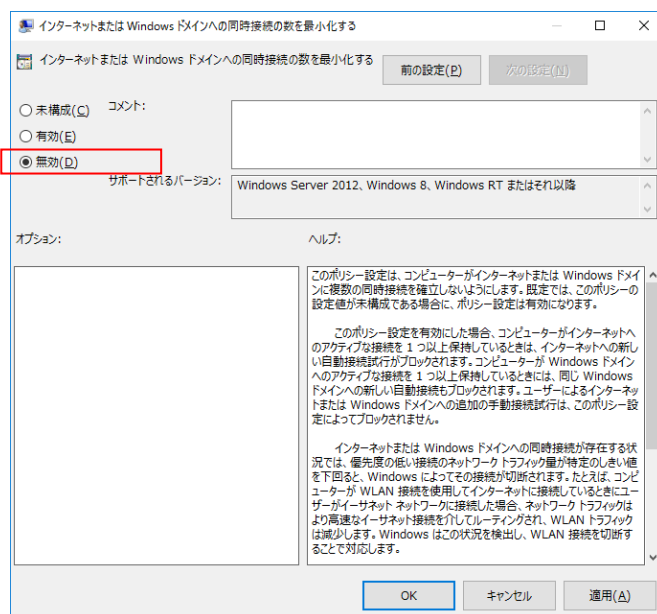 インターネットまたは Windows ドメインへの同時接続の数を最小化する
インターネットまたは Windows ドメインへの同時接続の数を最小化する
前の設定(P)
次の設定(N)
未構成(C)
コメント:
有効(E)
無効(D)
サポートされるバージョン:
Windows Server 2012、Windows 8、Windows RT またはそれ以降
オプション:
ヘルプ:
このポリシー設定は、コンピューターがインターネットまたは Windows ドメイ
ンに複数の同時接続を確立しないようにします。既定では、このポリシーの
設定値が未構成である場合に、ポリシー設定は有効になります。
このポリシー設定を有効にした場合、コンピューターがインターネットへ
のアクティブな接続を 1 つ以上保持しているときは、インターネットへの新し
い自動接続試行がブロックされます。コンピューターが Windows ドメイン
へのアクティブな接続を 1 つ以上保持しているときには、同じ Windows
ドメインへの新しい自動接続もブロックされます。ユーザーによるインターネッ
トまたは Windows ドメインへの追加の手動接続試行は、このポリシー設
定によってブロックされません。
インターネットまたは Windows ドメインへの同時接続が存在する状
況では、優先度の低い接続のネットワーク トラフィック量が特定のしきい値
を下回ると、Windows によってその接続が切断されます。たとえば、コンピ
ューターが WLAN 接続を使用してインターネットに接続しているときにユー
ザーがイーサネット ネットワークに接続した場合、ネットワーク トラフィックは
より高速なイーサネット接続を介してルーティングされ、WLAN トラフィック
は減少します。Windows はこの状況を検出し、WLAN 接続を切断す
ることで対応します。
OK
キャンセル
適用(A)